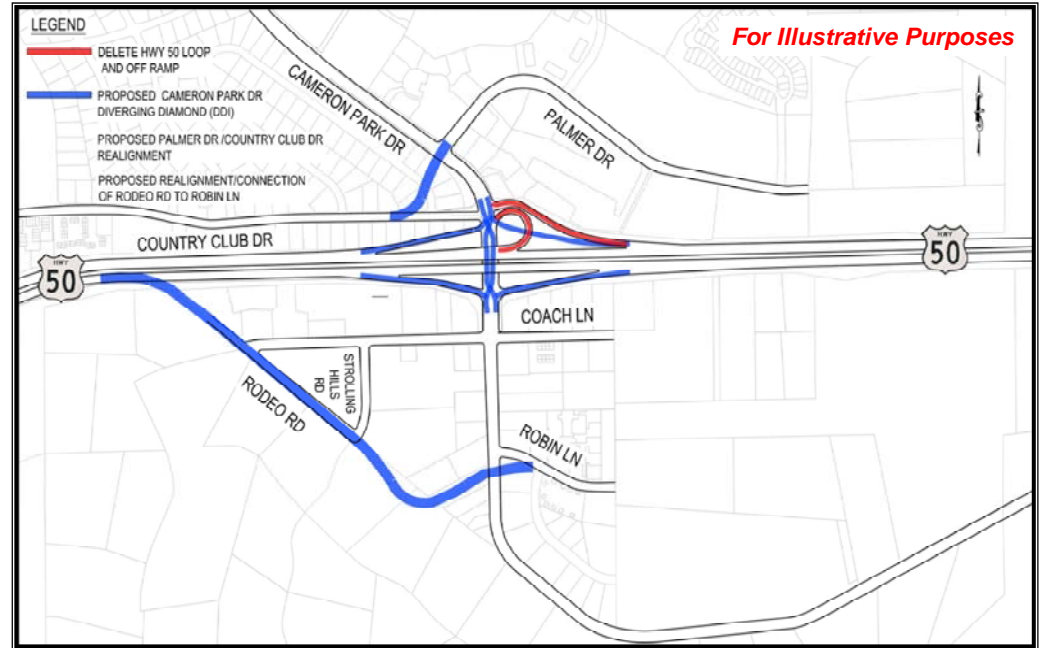 LEGEND
DELETE HWY 50 LOOP
AND OFF RAMP
PROPOSED CAMERON PARK DR
DIVERGING DIAMOND (DDI)
PROPOSED PALMER DR /COUNTRY CLUB DR
REALIGNMENT
PROPOSED REALIGNMENT/CONNECTION
OF RODEO RD TO ROBIN LN
For Illustrative Purposes
CAMERON PARK DR
PALMER DR
COUNTRY CLUB DR
HWY
50
HWY
50
COACH LN
STROLLING
HILLS
RD
RODEO RD
ROBIN LN